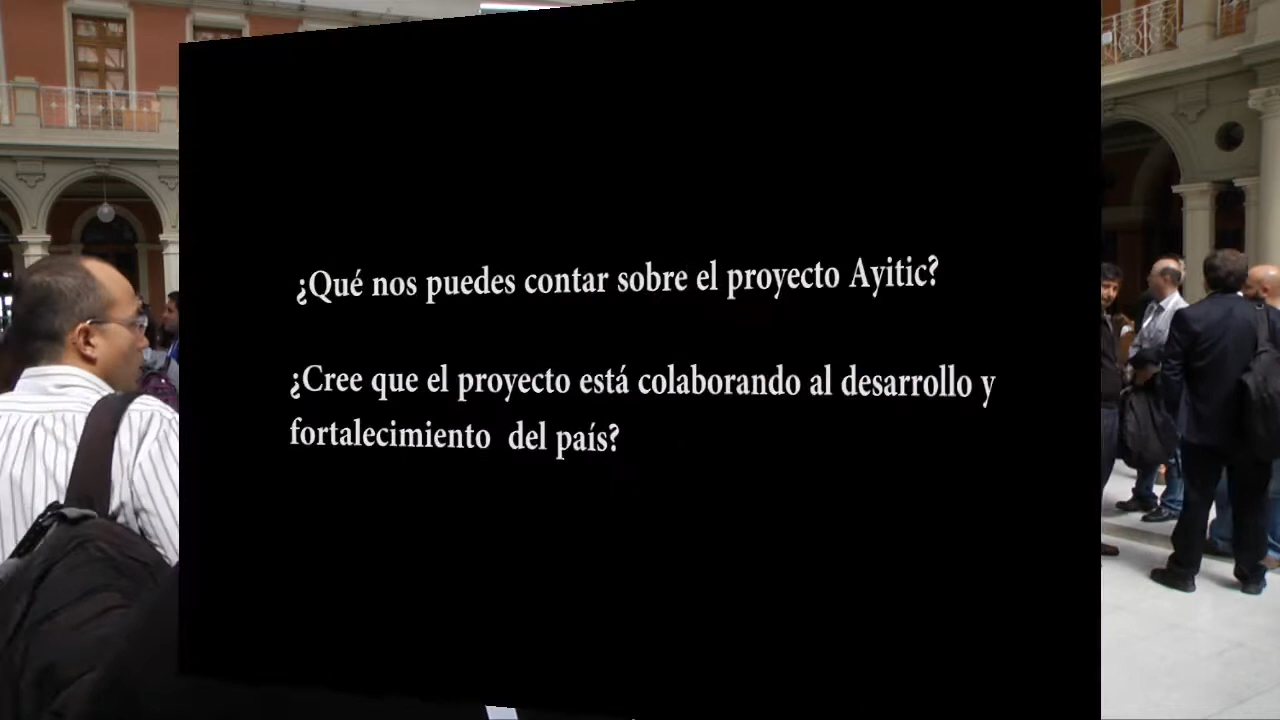 ¿Qué nos puedes contar sobre el proyecto Ayitic?
¿Cree que el proyecto está colaborando al desarrollo y
fortalecimiento del país?